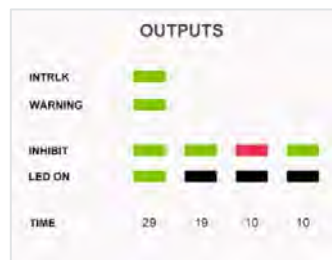 OUTPUTS
INTRLK
WARNING
INHIBIT
LED ON
TIME 29 19 10 10